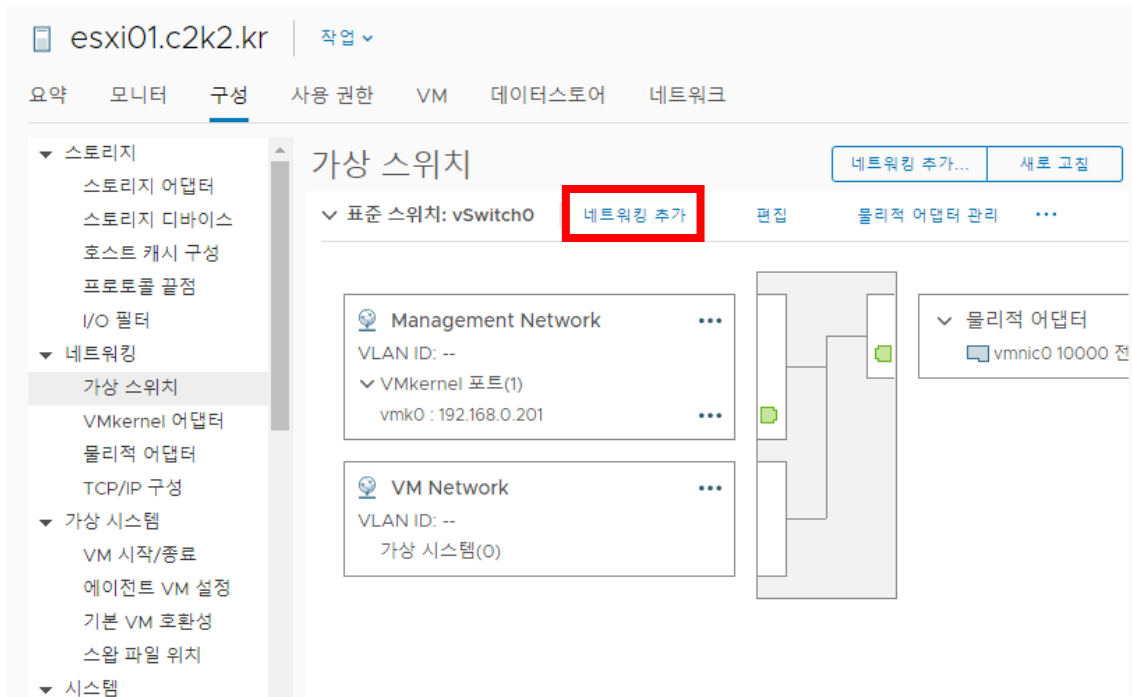 esxi01.c2k2.kr 작업
요약 모니터 구성 사용 권한 VM 데이터스토어 네트워크
스토리지
스토리지 어댑터
스토리지 디바이스
호스트 캐시 구성
프로토콜 끝점
I/O 필터
네트워킹
가상 스위치
VMkernel 어댑터
물리적 어댑터
TCP/IP 구성
가상 시스템
VM 시작/종료
에이전트 VM 설정
기본 VM 호환성
스왑 파일 위치
시스템
가상 스위치
네트워킹 추가... 새로 고침
표준 스위치: vSwitch0 네트워킹 추가 편집 물리적 어댑터 관리 ...
Management Network ...
VLAN ID: --
VMkernel 포트(1)
vmk0 : 192.168.0.201 ...
VM Network ...
VLAN ID: --
가상 시스템(0)
물리적 어댑터
vmnic0 10000 전